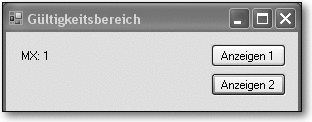 Gültigkeitsbereich
MX: 1
Anzeigen 1
Anzeigen 2